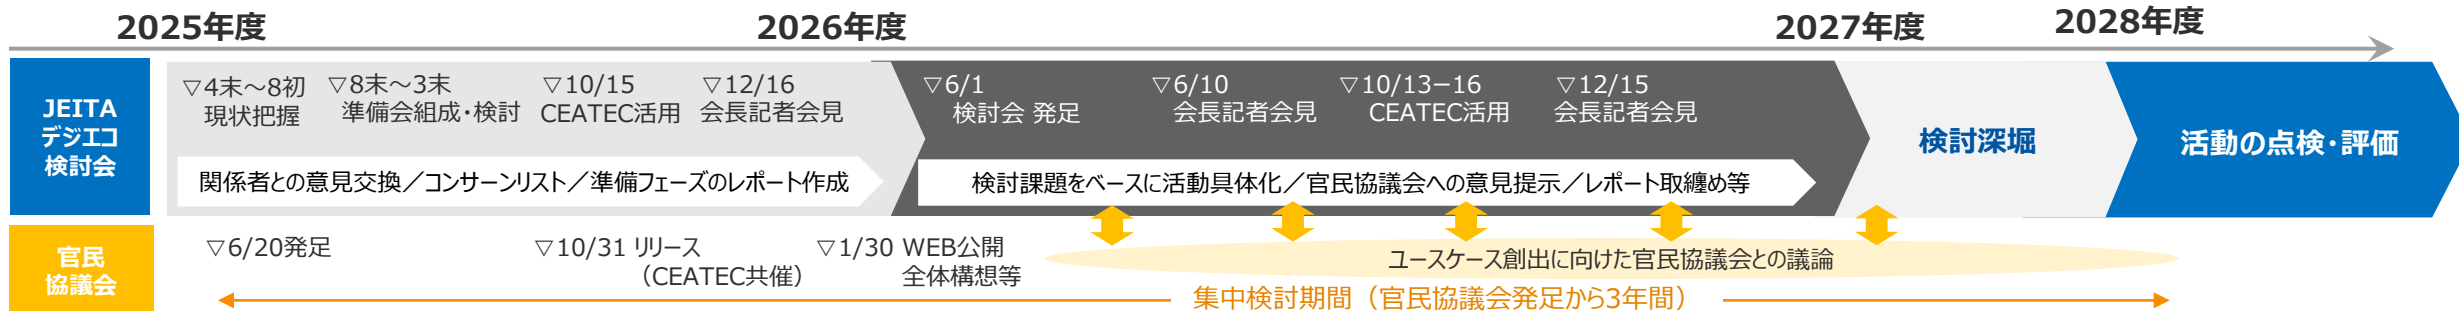 2025年度
2026年度
2027年度
2028年度
JEITA
デジエコ
検討会
▽4末～8初
現状把握
▽8末～3末
準備会組成・検討
▽10/15
CEATEC活用
▽12/16
会長記者会見
▽6/1
検討会 発足
▽6/10
会長記者会見
▽10/13－16
CEATEC活用
▽12/15
会長記者会見
検討深堀
活動の点検・評価
関係者との意見交換／コンサーンリスト／準備フェーズのレポート作成
検討課題をベースに活動具体化／官民協議会への意見提示／レポート取纏め等
官民
協議会
▽6/20発足
▽10/31 リリース
（CEATEC共催）
▽1/30 WEB公開
全体構想等
ユースケース創出に向けた官民協議会との議論
集中検討期間（官民協議会発足から3年間）